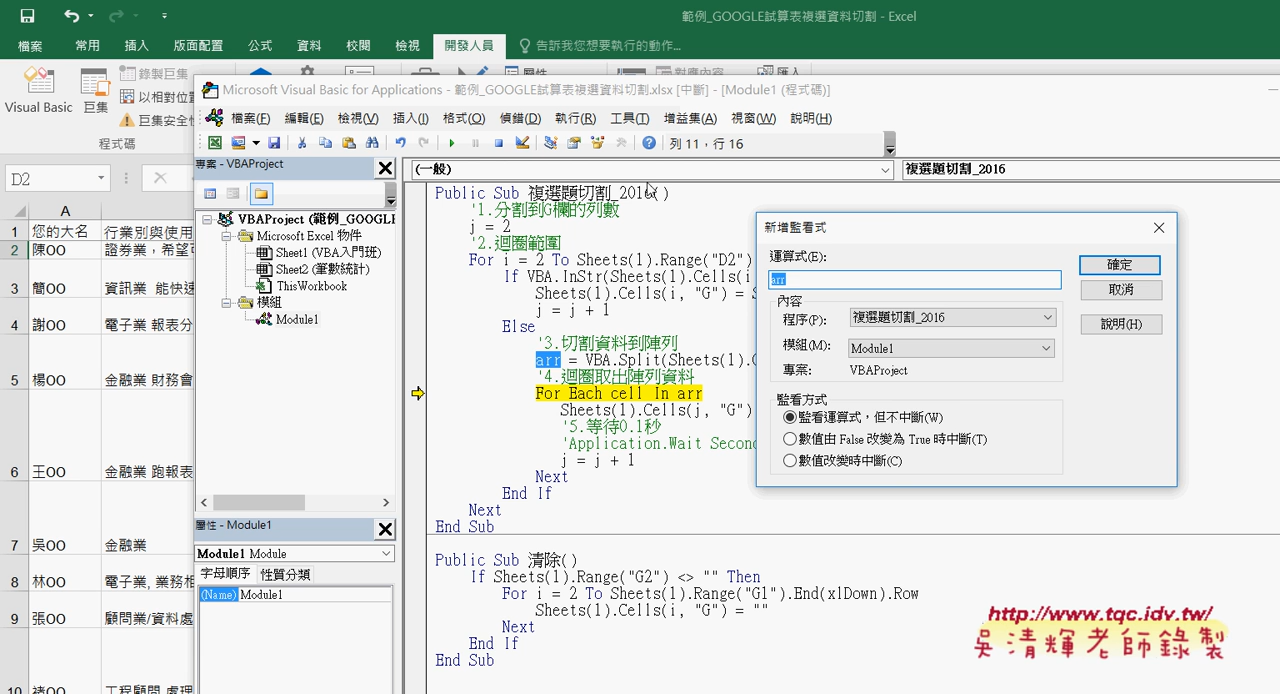 範例_GOOGLE試算表複選資料切割 - Excel
檔案 常用 插入 版面配置 公式 資料 校閱 檢視 開發人員 告訴我您想要執行的動作...
Visual Basic 巨集 錄製巨集
以相對位置
巨集安全性
程式碼
屬性 對應內容 匯入
D2
A
1 您的大名 行業別與使用
2 陳OO 證券業，希望可
3 簡OO 資訊業 能快速
4 謝OO 電子業 報表分
5 楊OO 金融業 財務會
6 王OO 金融業 跑報表
7 吳OO 金融業
8 林OO 電子業, 業務相
9 張OO 顧問業/資料處
10 褚OO 工程顧問 處理
Microsoft Visual Basic for Applications - 範例_GOOGLE試算表複選資料切割.xlsx [中斷] - [Module1 (程式碼)]
檔案(F) 編輯(E) 檢視(V) 插入(I) 格式(O) 偵錯(D) 執行(R) 工具(T) 增益集(A) 視窗(W) 說明(H)
列 11，行 16
專案 - VBAProject
VBAProject (範例_GOOGLE
Microsoft Excel 物件
Sheet1 (VBA入門班)
Sheet2 (筆數統計)
ThisWorkbook
模組
Module1
屬性 - Module1
Module1 Module
字母順序 性質分類
(Name) Module1
(一般) 複選題切割_2016
Public Sub 複選題切割_2016()
'1.分割到G欄的列數
j = 2
'2.迴圈範圍
For i = 2 To Sheets(1).Range("D2")
If VBA.InStr(Sheets(1).Cells(i
Sheets(1).Cells(i, "G") = S
j = j + 1
Else
'3.切割資料到陣列
arr = VBA.Split(Sheets(1).C
'4.迴圈取出陣列資料
For Each cell In arr
Sheets(1).Cells(j, "G")
'5.等待0.1秒
'Application.Wait Second
j = j + 1
Next
End If
Next
End Sub
Public Sub 清除()
If Sheets(1).Range("G2") <> "" Then
For i = 2 To Sheets(1).Range("G1").End(xlDown).Row
Sheets(1).Cells(i, "G") = ""
Next
End If
End Sub
新增監看式
運算式(E):
arr
內容
程序(P): 複選題切割_2016
模組(M): Module1
專案: VBAProject
監看方式
監看運算式，但不中斷(W)
數值由 False 改變為 True 時中斷(T)
數值改變時中斷(C)
確定
取消
說明(H)
http://www.tqc.idv.tw/
吳清輝老師錄製